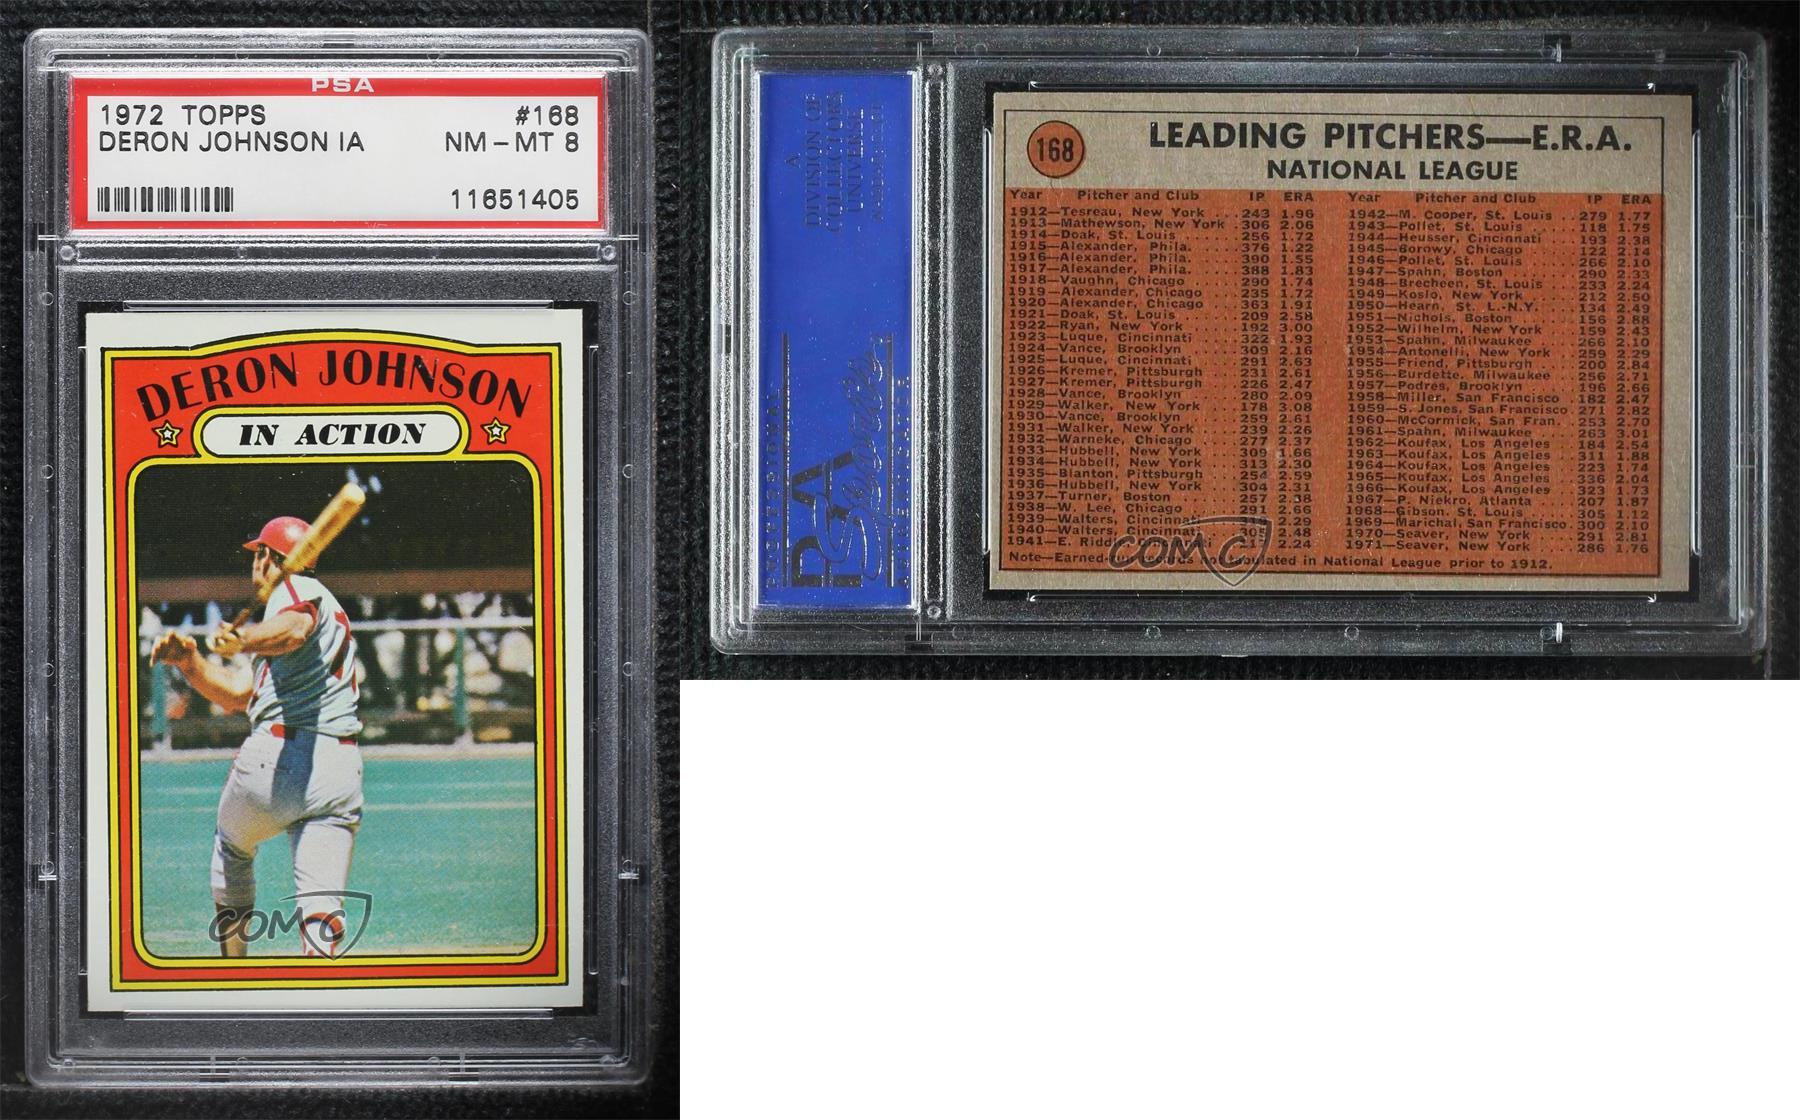 PSA
1972 TOPPS #168
DERON JOHNSON IA NM-MT 8
11651405
DERON JOHNSON
IN ACTION
COMC
A
DIVISION OF
COLLECTORS
UNIVERSE
NASDAQ: CLCT
PROFESSIONAL
PSA
Sports
AUTHENTICATOR
168
LEADING PITCHERS—E.R.A.
NATIONAL LEAGUE
Year Pitcher and Club IP ERA
1912—Tesreau, New York ... 243 1.96
1913—Mathewson, New York . 306 2.06
1914—Doak, St. Louis ...... 256 1.72
1915—Alexander, Phila. ..... 376 1.22
1916—Alexander, Phila. ..... 390 1.55
1917—Alexander, Phila. ..... 388 1.83
1918—Vaughn, Chicago ..... 290 1.74
1919—Alexander, Chicago ... 235 1.72
1920—Alexander, Chicago ... 363 1.91
1921—Doak, St. Louis ....... 209 2.58
1922—Ryan, New York ...... 192 3.00
1923—Luque, Cincinnati ..... 322 1.93
1924—Vance, Brooklyn ...... 309 2.16
1925—Luque, Cincinnati ..... 291 2.63
1926—Kremer, Pittsburgh .... 231 2.61
1927—Kremer, Pittsburgh .... 226 2.47
1928—Vance, Brooklyn ...... 280 2.09
1929—Walker, New York .... 178 3.08
1930—Vance, Brooklyn ...... 259 2.61
1931—Walker, New York .... 239 2.26
1932—Warneke, Chicago .... 277 2.37
1933—Hubbell, New York .... 309 1.66
1934—Hubbell, New York .... 313 2.30
1935—Blanton, Pittsburgh .... 254 2.59
1936—Hubbell, New York .... 304 2.31
1937—Turner, Boston ....... 257 2.38
1938—W. Lee, Chicago ...... 291 2.66
1939—Walters, Cincinnati 2.29
1940—Walters, Cincinnati 305 2.48
1941—E. Riddle, Cincinnati 217 2.24
Year Pitcher and Club IP ERA
1942—M. Cooper, St. Louis .. 279 1.77
1943—Pollet, St. Louis ...... 118 1.75
1944—Heusser, Cincinnati ... 193 2.38
1945—Borowy, Chicago ..... 122 2.14
1946—Pollet, St. Louis ...... 266 2.10
1947—Spahn, Boston ....... 290 2.33
1948—Brecheen, St. Louis ... 233 2.24
1949—Koslo, New York ..... 212 2.50
1950—Hearn, St. L.-N.Y. .... 134 2.49
1951—Nichols, Boston ...... 156 2.88
1952—Wilhelm, New York ... 159 2.43
1953—Spahn, Milwaukee .... 266 2.10
1954—Antonelli, New York ... 259 2.29
1955—Friend, Pittsburgh .... 200 2.84
1956—Burdette, Milwaukee .. 256 2.71
1957—Podres, Brooklyn ..... 196 2.66
1958—Miller, San Francisco .. 182 2.47
1959—S. Jones, San Francisco . 271 2.82
1960—McCormick, San Fran. . 253 2.70
1961—Spahn, Milwaukee .... 263 3.01
1962—Koufax, Los Angeles .. 184 2.54
1963—Koufax, Los Angeles .. 311 1.88
1964—Koufax, Los Angeles .. 223 1.74
1965—Koufax, Los Angeles .. 336 2.04
1966—Koufax, Los Angeles .. 323 1.73
1967—P. Niekro, Atlanta .... 207 1.87
1968—Gibson, St. Louis ..... 305 1.12
1969—Marichal, San Francisco . 300 2.10
1970—Seaver, New York .... 291 2.81
1971—Seaver, New York .... 286 1.76
Note—Earned-run records not tabulated in National League prior to 1912.
COMC